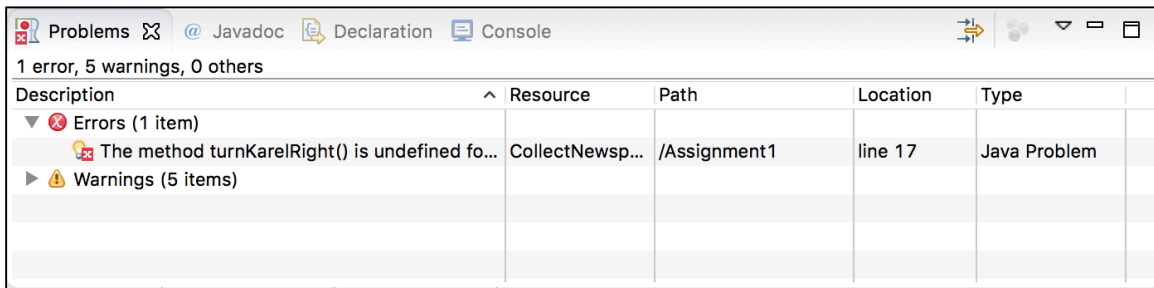 Problems @ Javadoc Declaration Console
1 error, 5 warnings, 0 others
Description Resource Path Location Type
Errors (1 item)
The method turnKarelRight() is undefined fo... CollectNewsp... /Assignment1 line 17 Java Problem
Warnings (5 items)